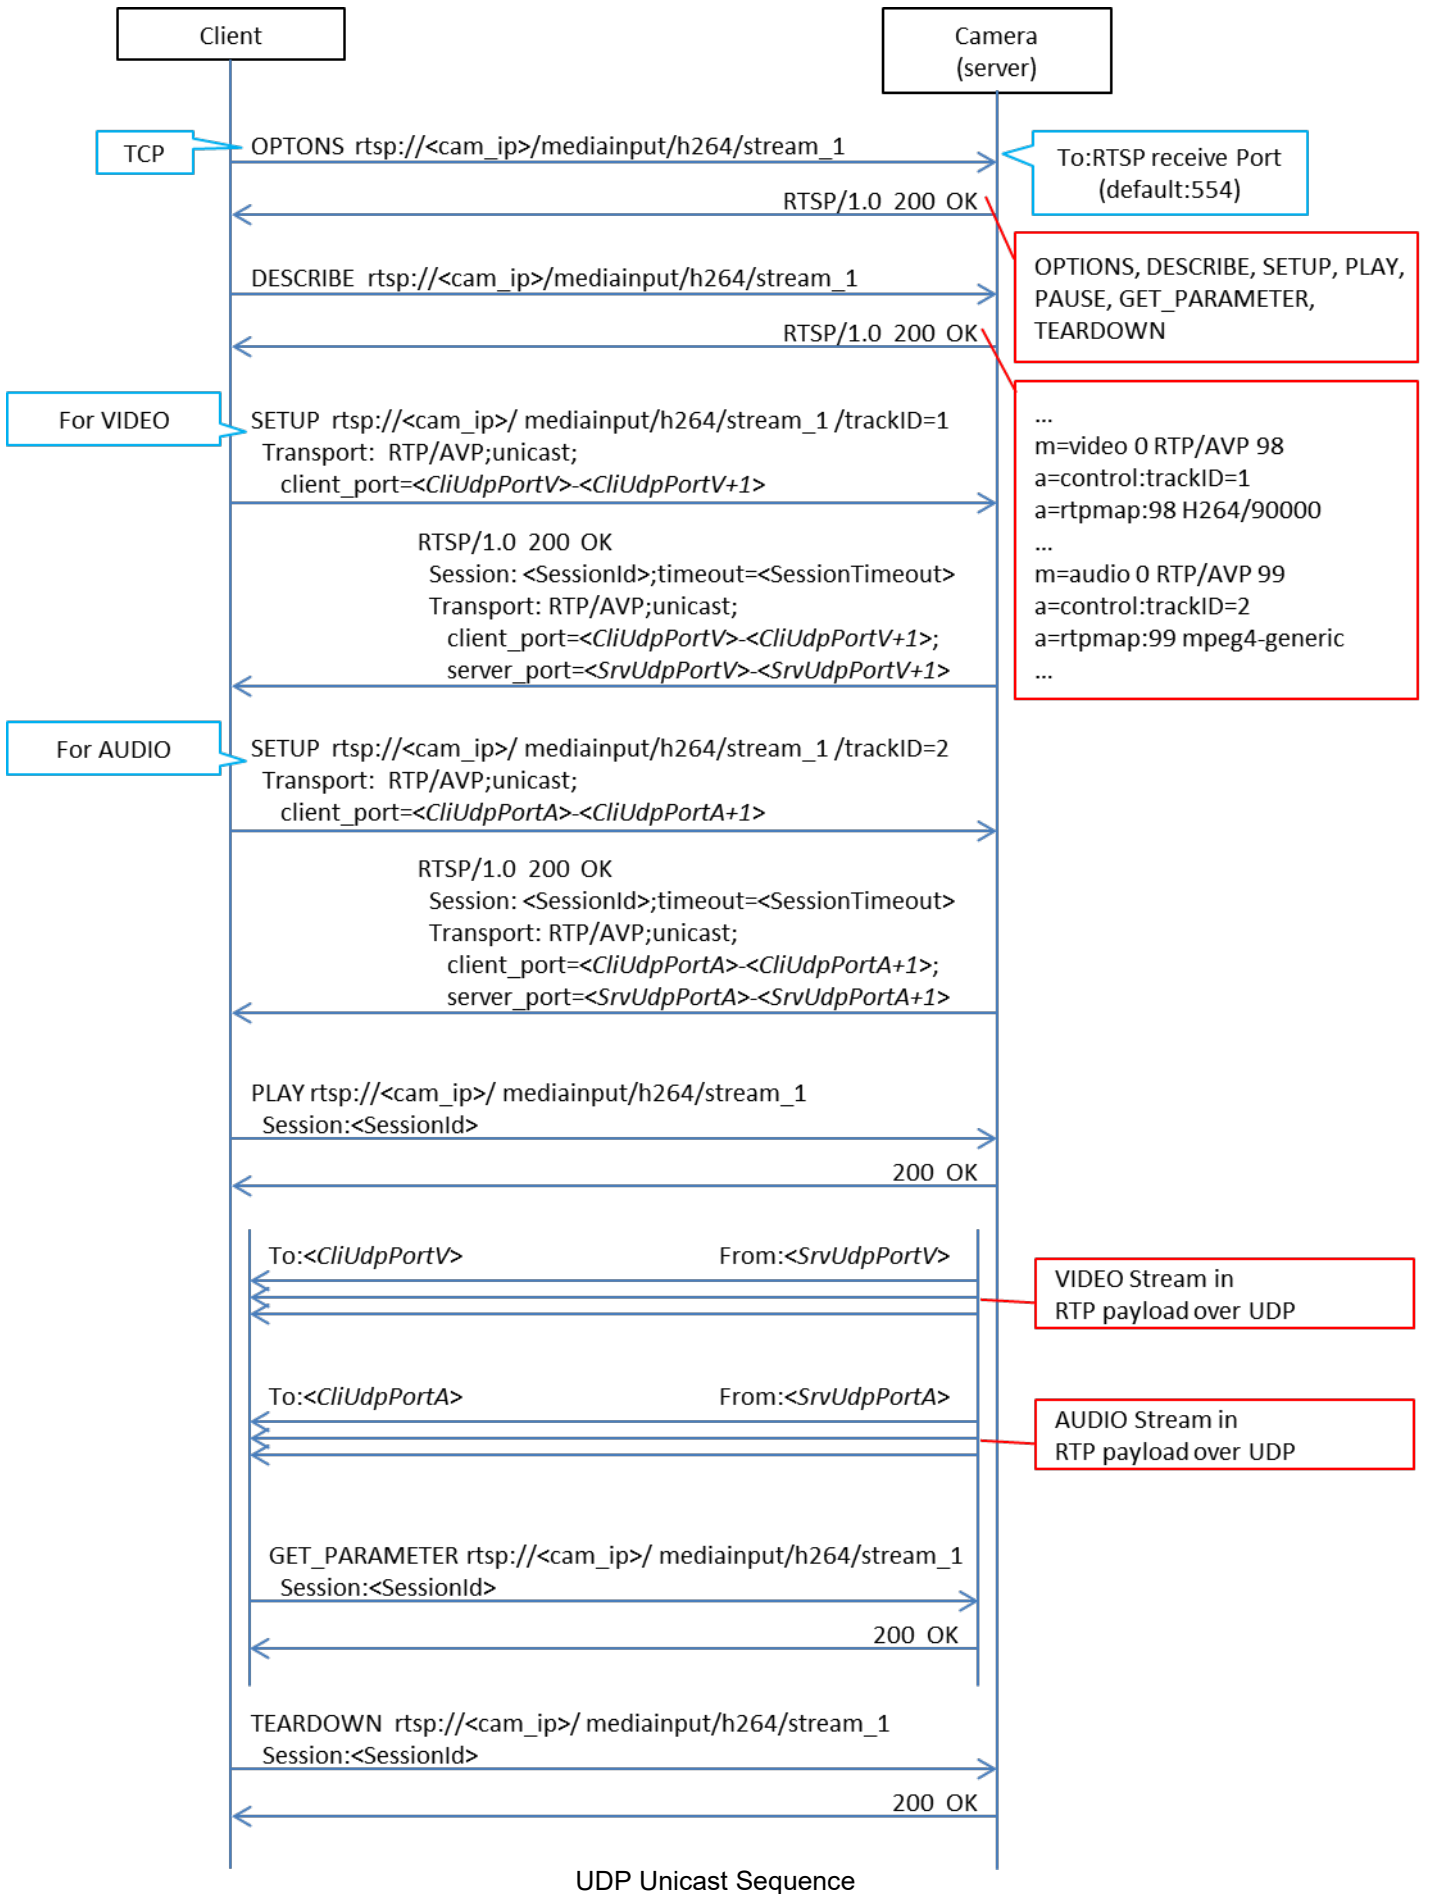 Client
Camera
(server)
TCP
OPTONS rtsp://<cam_ip>/mediainput/h264/stream_1
To:RTSP receive Port
(default:554)
RTSP/1.0 200 OK
OPTIONS, DESCRIBE, SETUP, PLAY,
PAUSE, GET_PARAMETER,
TEARDOWN
DESCRIBE rtsp://<cam_ip>/mediainput/h264/stream_1
RTSP/1.0 200 OK
...
m=video 0 RTP/AVP 98
a=control:trackID=1
a=rtpmap:98 H264/90000
...
m=audio 0 RTP/AVP 99
a=control:trackID=2
a=rtpmap:99 mpeg4-generic
...
For VIDEO
SETUP rtsp://<cam_ip>/ mediainput/h264/stream_1 /trackID=1
Transport: RTP/AVP;unicast;
client_port=<CliUdpPortV>-<CliUdpPortV+1>
RTSP/1.0 200 OK
Session: <SessionId>;timeout=<SessionTimeout>
Transport: RTP/AVP;unicast;
client_port=<CliUdpPortV>-<CliUdpPortV+1>;
server_port=<SrvUdpPortV>-<SrvUdpPortV+1>
For AUDIO
SETUP rtsp://<cam_ip>/ mediainput/h264/stream_1 /trackID=2
Transport: RTP/AVP;unicast;
client_port=<CliUdpPortA>-<CliUdpPortA+1>
RTSP/1.0 200 OK
Session: <SessionId>;timeout=<SessionTimeout>
Transport: RTP/AVP;unicast;
client_port=<CliUdpPortA>-<CliUdpPortA+1>;
server_port=<SrvUdpPortA>-<SrvUdpPortA+1>
PLAY rtsp://<cam_ip>/ mediainput/h264/stream_1
Session:<SessionId>
200 OK
To:<CliUdpPortV>
From:<SrvUdpPortV>
VIDEO Stream in
RTP payload over UDP
To:<CliUdpPortA>
From:<SrvUdpPortA>
AUDIO Stream in
RTP payload over UDP
GET_PARAMETER rtsp://<cam_ip>/ mediainput/h264/stream_1
Session:<SessionId>
200 OK
TEARDOWN rtsp://<cam_ip>/ mediainput/h264/stream_1
Session:<SessionId>
200 OK
UDP Unicast Sequence